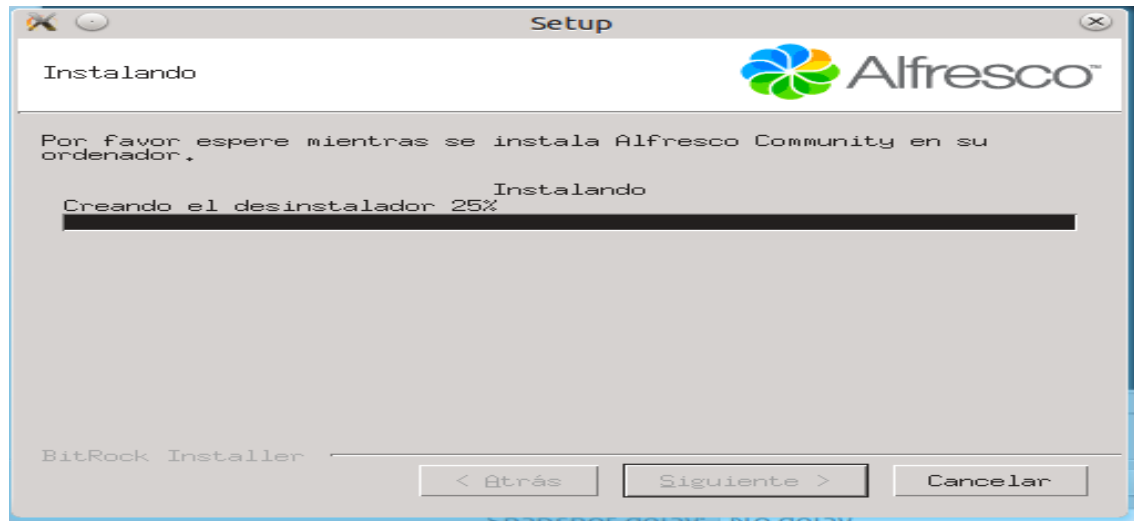 Setup
Instalando
Alfresco™
Por favor espere mientras se instala Alfresco Community en su
ordenador.
Instalando
Creando el desinstalador 25%
BitRock Installer
< Atrás
Siguiente >
Cancelar